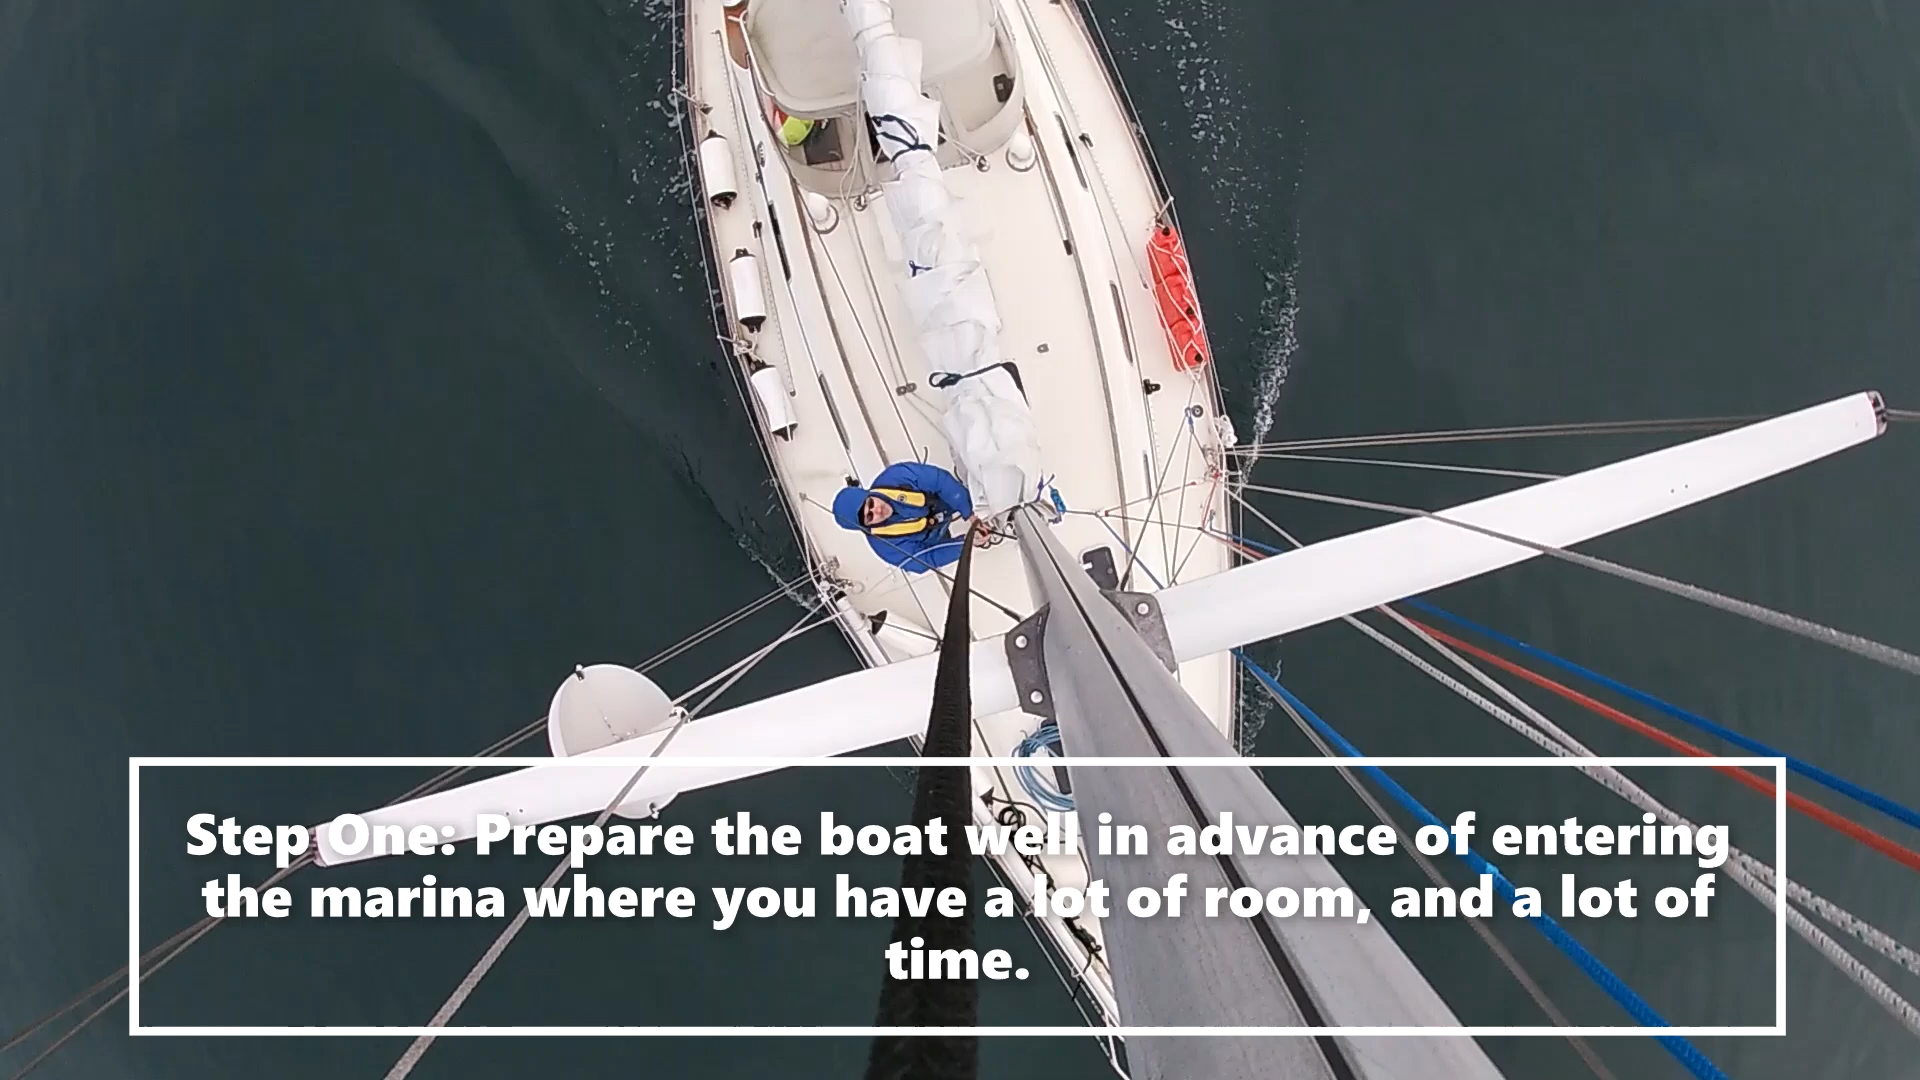 Step One: Prepare the boat well in advance of entering
the marina where you have a lot of room, and a lot of
time.